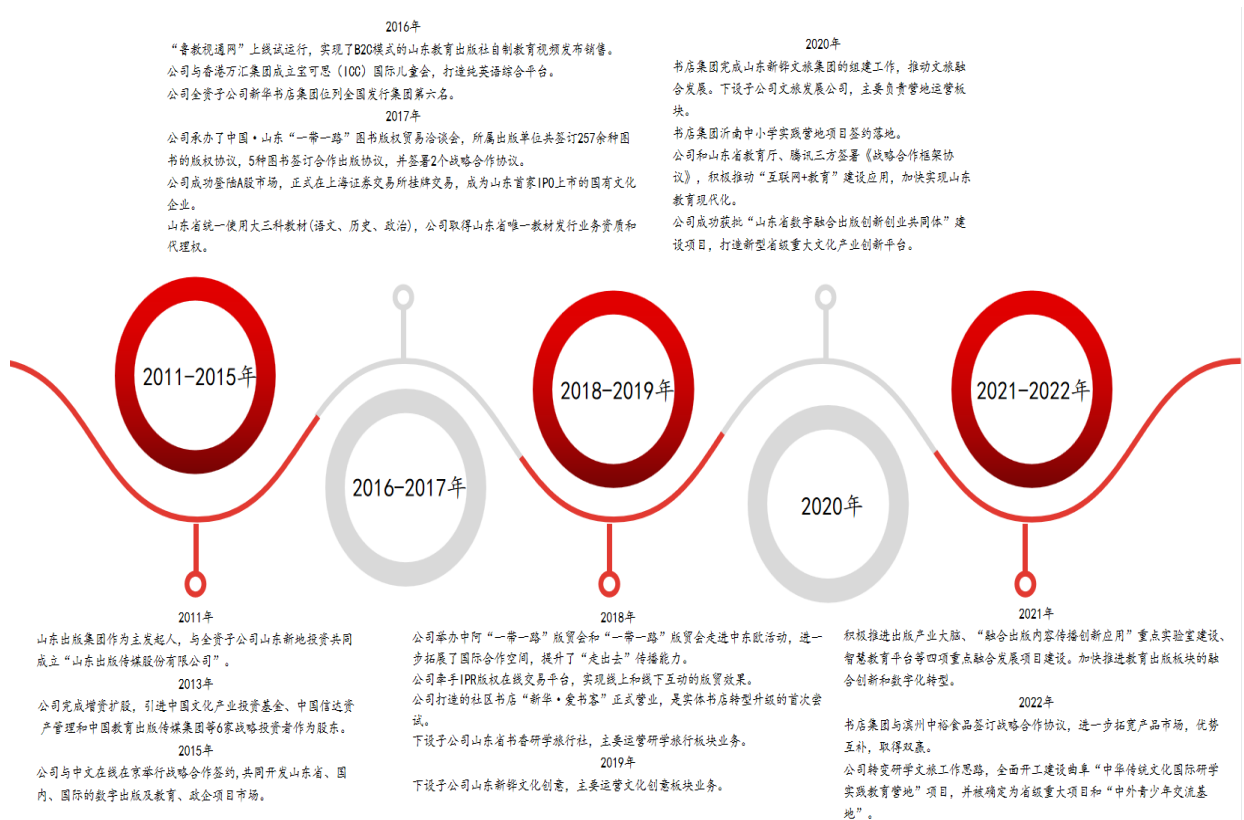 2016年
“鲁教视通网”上线试运行，实现了B2C模式的山东教育出版社自制教育视频发布销售。
公司与香港万汇集团成立宝可思（ICC）国际儿童会，打造纯英语综合平台。
公司全资子公司新华书店集团位列全国发行集团第六名。
2017年
公司承办了中国·山东“一带一路”图书版权贸易洽谈会，所属出版单位共签订257余种图
书的版权协议，5种图书签订合作出版协议，并签署2个战略合作协议。
公司成功登陆A股市场，正式在上海证券交易所挂牌交易，成为山东首家IPO上市的国有文化
企业。
山东省统一使用大三科教材(语文、历史、政治)，公司取得山东省唯一教材发行业务资质和
代理权。
2020年
书店集团完成山东新铧文旅集团的组建工作，推动文旅融
合发展。下设子公司文旅发展公司，主要负责营地运营板
块。
书店集团沂南中小学实践营地项目签约落地。
公司和山东省教育厅、腾讯三方签署《战略合作框架协
议》，积极推动“互联网+教育”建设应用，加快实现山东
教育现代化。
公司成功获批“山东省数字融合出版创新创业共同体”建
设项目，打造新型省级重大文化产业创新平台。
2011-2015年
2016-2017年
2018-2019年
2020年
2021-2022年
2011年
山东出版集团作为主发起人，与全资子公司山东新地投资共同
成立“山东出版传媒股份有限公司”。
2013年
公司完成增资扩股，引进中国文化产业投资基金、中国信达资
产管理和中国教育出版传媒集团等6家战略投资者作为股东。
2015年
公司与中文在线在京举行战略合作签约,共同开发山东省、国
内、国际的数字出版及教育、政企项目市场。
2018年
公司举办中阿“一带一路”版贸会和“一带一路”版贸会走进中东欧活动，进一
步拓展了国际合作空间，提升了“走出去”传播能力。
公司牵手IPR版权在线交易平台，实现线上和线下互动的版贸效果。
公司打造的社区书店“新华·爱书客”正式营业，是实体书店转型升级的首次尝
试。
下设子公司山东省书香研学旅行社，主要运营研学旅行板块业务。
2019年
下设子公司山东新铧文化创意，主要运营文化创意板块业务。
2021年
积极推进出版产业大脑、“融合出版内容传播创新应用”重点实验室建设、
智慧教育平台等四项重点融合发展项目建设。加快推进教育出版板块的融
合创新和数字化转型。
2022年
书店集团与滨州中裕食品签订战略合作协议，进一步拓宽产品市场，优势
互补，取得双赢。
公司转变研学文旅工作思路，全面开工建设曲阜“中华传统文化国际研学
实践教育营地”项目，并被确定为省级重大项目和“中外青少年交流基
地”。